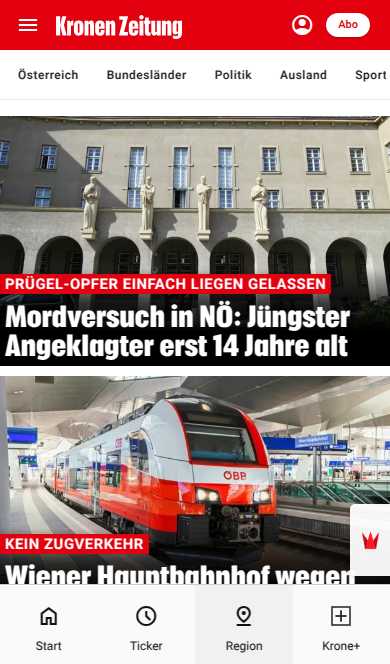 Kronen Zeitung
Abo
Österreich Bundesländer Politik Ausland Sport
PRÜGEL-OPFER EINFACH LIEGEN GELASSEN
Mordversuch in NÖ: Jüngster
Angeklagter erst 14 Jahre alt
ÖBB
ÖBB
KEIN ZUGVERKEHR
Wiener Hauptbahnhof wegen
Start Ticker Region Krone+